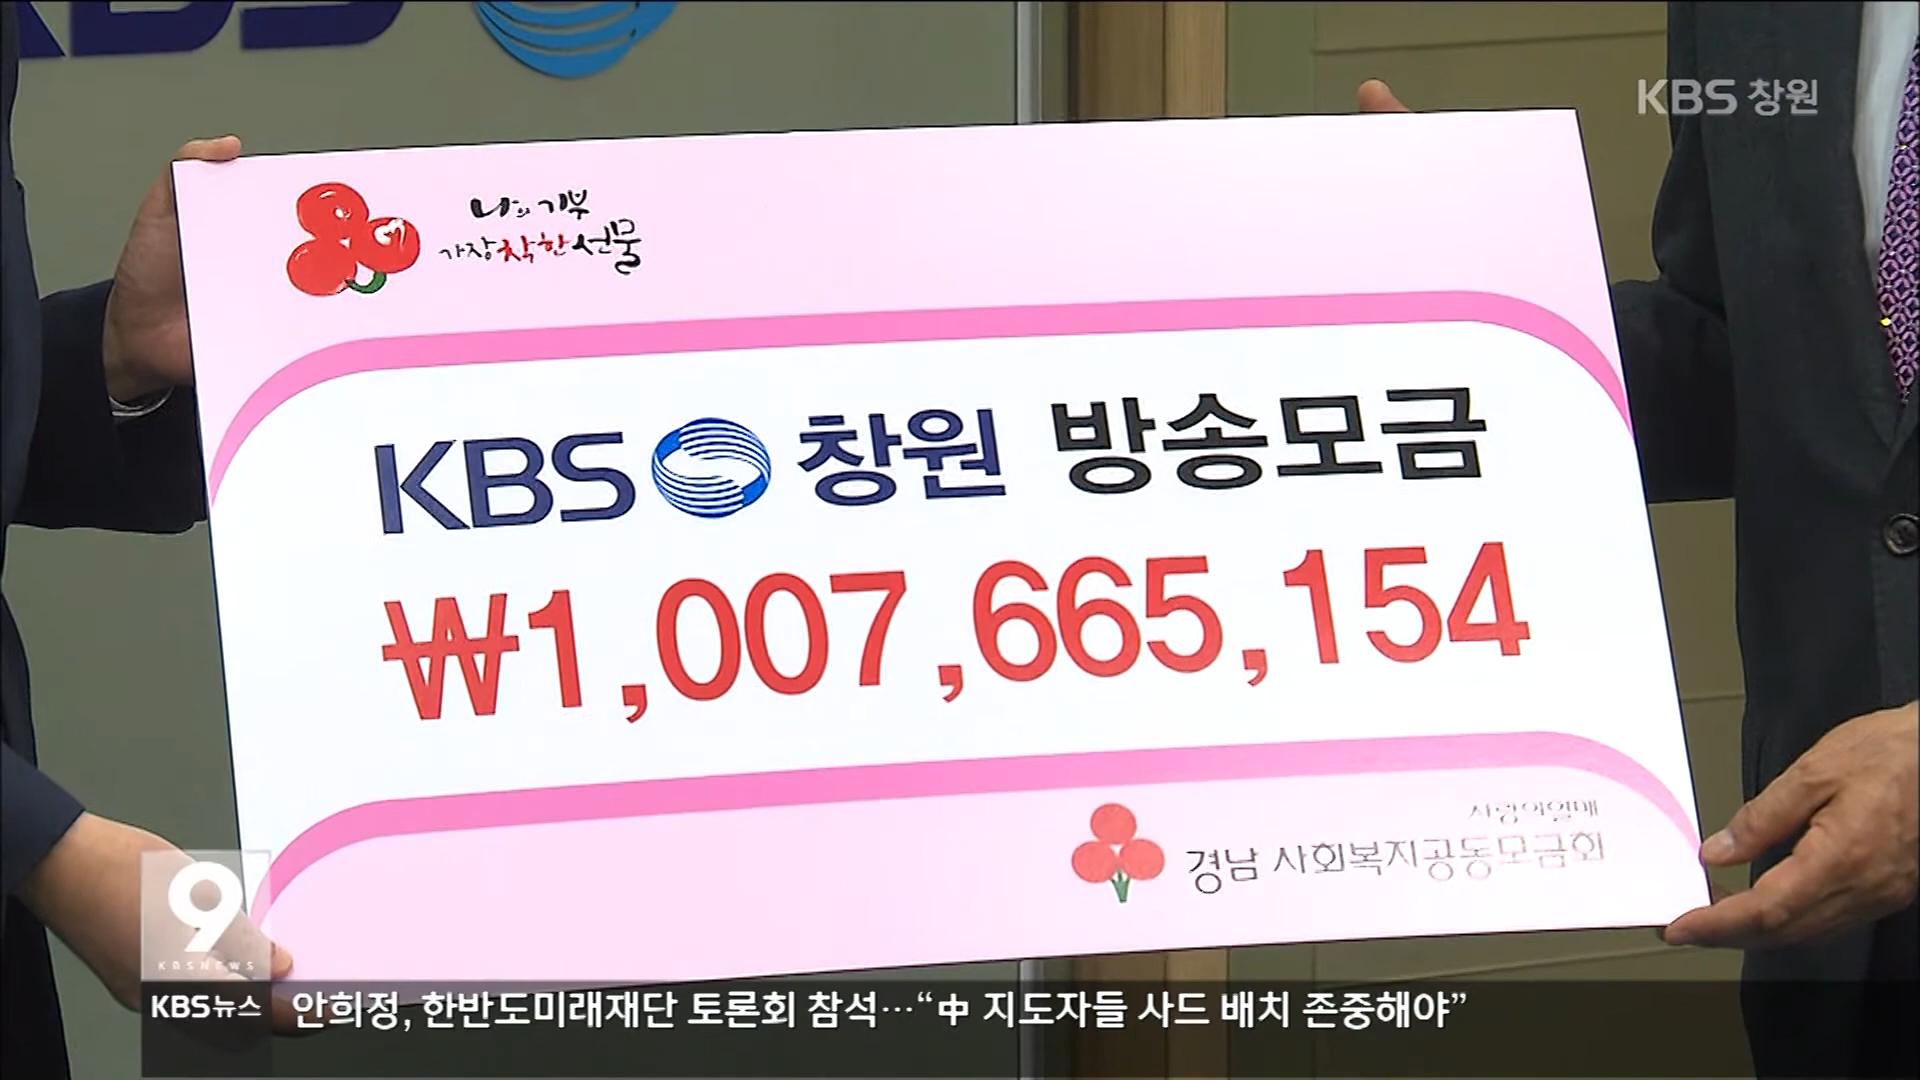 KBS
KBS 창원
나의 기부
가장 착한 선물
KBS 창원 방송모금
₩1,007,665,154
사랑의열매
경남 사회복지공동모금회
9
KBS NEWS
KBS뉴스 안희정, 한반도미래재단 토론회 참석…“中 지도자들 사드 배치 존중해야”